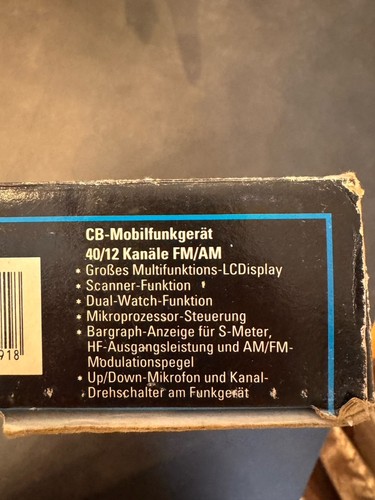 CB-Mobilfunkgerät
40/12 Kanäle FM/AM
• Großes Multifunktions-LCDisplay
• Scanner-Funktion
• Dual-Watch-Funktion
• Mikroprozessor-Steuerung
• Bargraph-Anzeige für S-Meter,
HF-Ausgangsleistung und AM/FM-
Modulationspegel
• Up/Down-Mikrofon und Kanal-
Drehschalter am Funkgerät
918